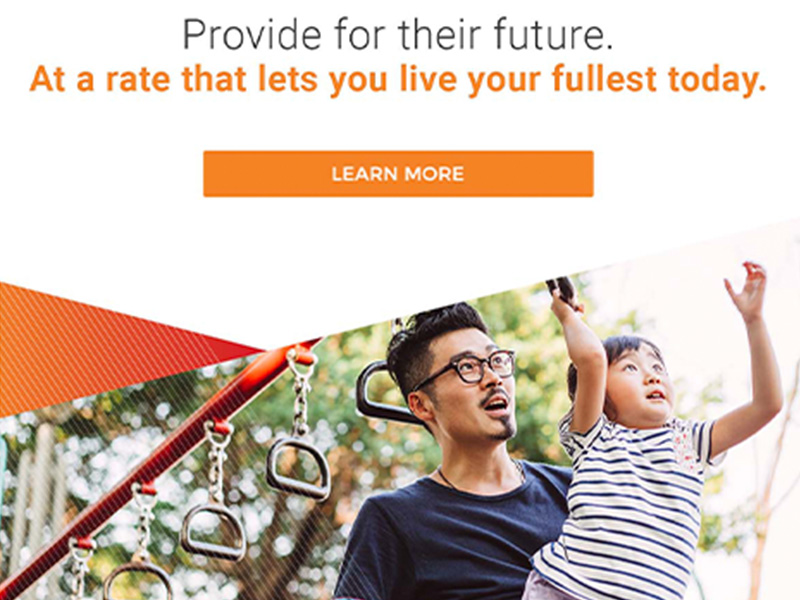 Provide for their future.
At a rate that lets you live your fullest today.
LEARN MORE